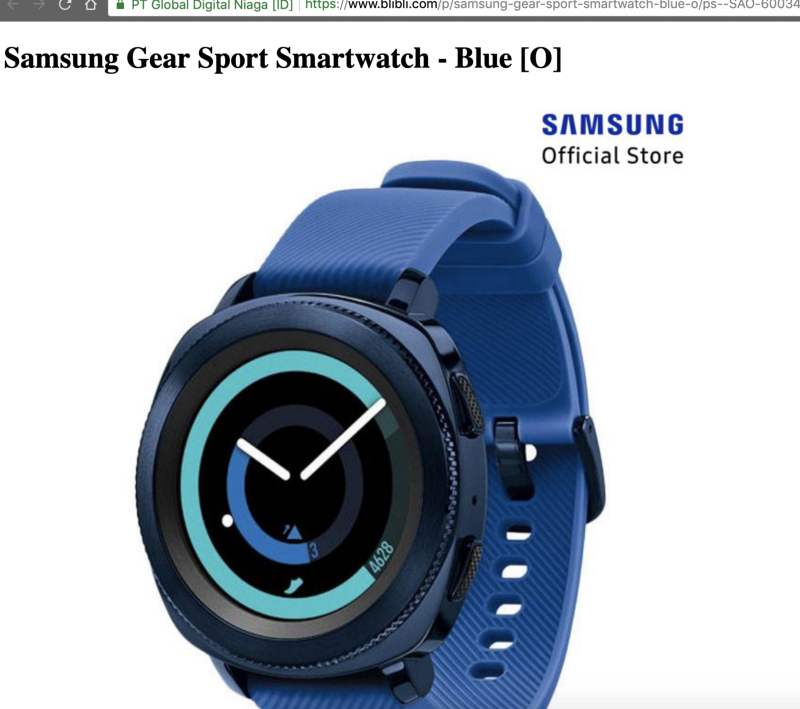 PT Global Digital Niaga [ID] https://www.blibli.com/p/samsung-gear-sport-smartwatch-blue-o/ps--SAO-60034
Samsung Gear Sport Smartwatch - Blue [O]
SAMSUNG
Official Store
3
4628